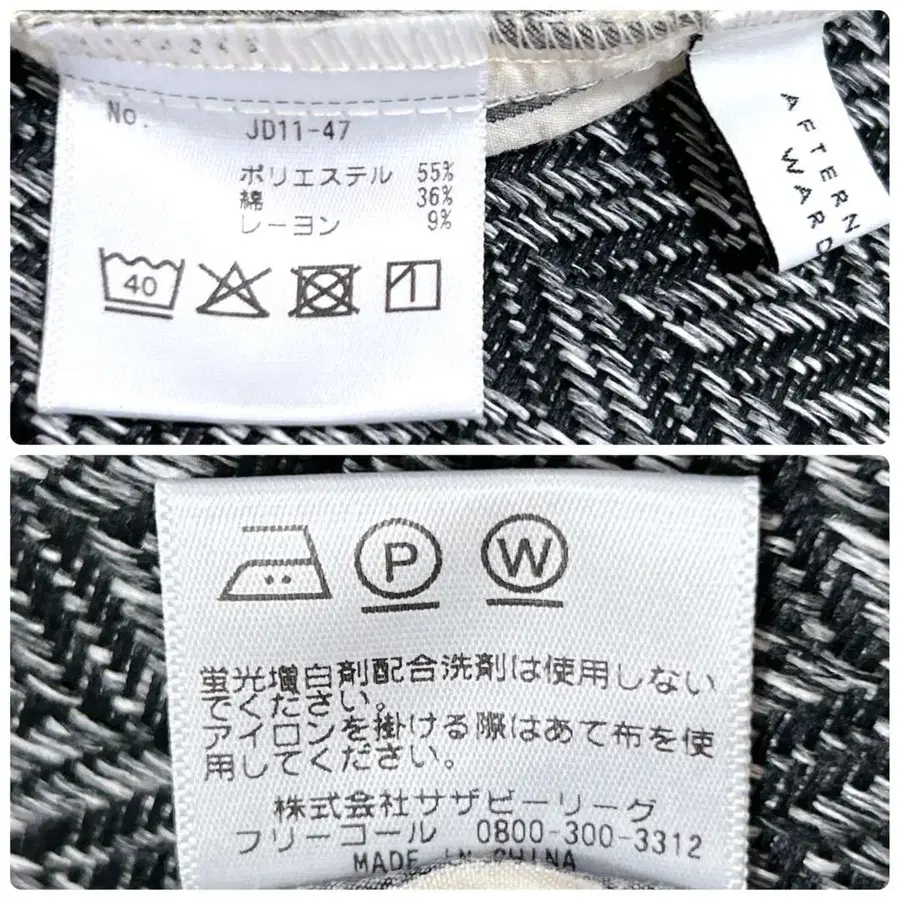 No. JD11-47
ポリエステル 55%
綿 36%
レーヨン 9%
40
AFTERN
WARD
P W
蛍光増白剤配合洗剤は使用しない
でください。
アイロンを掛ける際はあて布を使
用してください。
株式会社サザビーリーグ
フリーコール 0800-300-3312
MADE IN CHINA